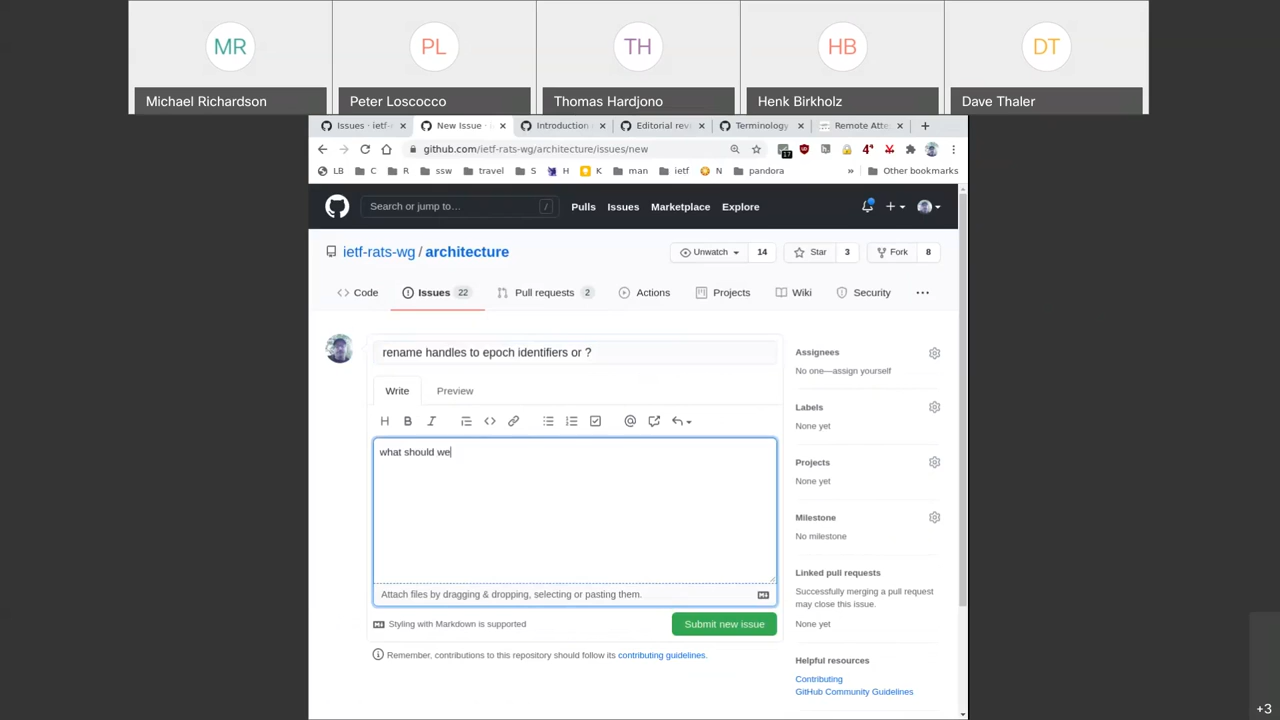 MR
PL
TH
HB
DT
Michael Richardson
Peter Loscocco
Thomas Hardjono
Henk Birkholz
Dave Thaler
Issues · ietf-
New Issue ·
Introduction
Editorial rev
Terminology
Remote Atte
github.com/ietf-rats-wg/architecture/issues/new
17
LB
C
R
ssw
travel
S
H
K
man
ietf
N
pandora
»
Other bookmarks
Search or jump to…
/
Pulls
Issues
Marketplace
Explore
ietf-rats-wg / architecture
Unwatch
14
Star
3
Fork
8
Code
Issues 22
Pull requests 2
Actions
Projects
Wiki
Security
rename handles to epoch identifiers or ?
Write
Preview
what should we
Attach files by dragging & dropping, selecting or pasting them.
Styling with Markdown is supported
Submit new issue
Remember, contributions to this repository should follow its contributing guidelines.
Assignees
No one—assign yourself
Labels
None yet
Projects
None yet
Milestone
No milestone
Linked pull requests
Successfully merging a pull request
may close this issue.
None yet
Helpful resources
Contributing
GitHub Community Guidelines
+3